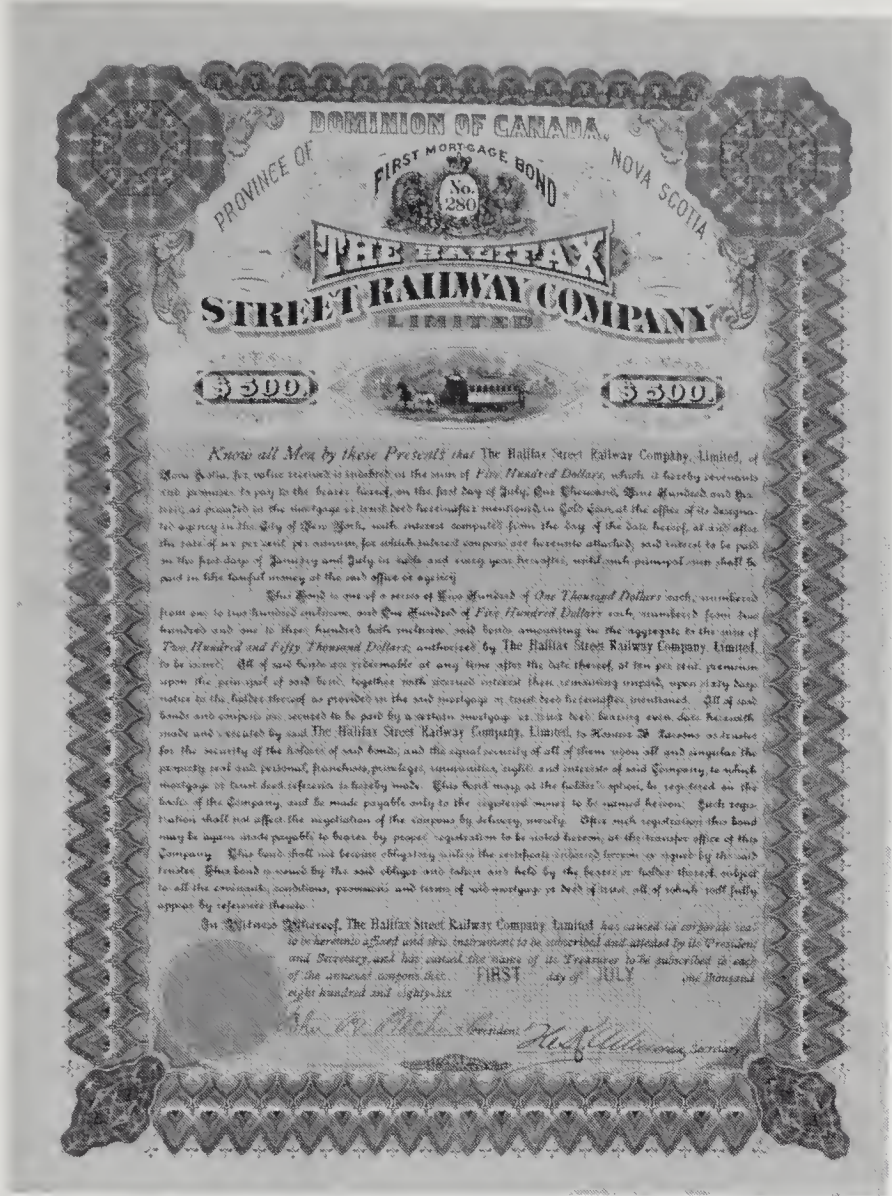 DOMINION OF CANADA,
PROVINCE OF
NOVA SCOTIA
FIRST MORTGAGE BOND
No.
280
THE HALIFAX
STREET RAILWAY COMPANY
LIMITED
$500. $500.
Know all Men by these Presents that The Halifax Street Railway Company, Limited, of
Nova Scotia, for value received is indebted in the sum of Five Hundred Dollars, which it hereby covenants
and promises to pay to the bearer hereof, on the first day of July, One Thousand, Nine Hundred and
as provided in the mortgage or trust deed hereinafter mentioned, in Gold Coin, at the office of its designa-
ted agency in the City of New York, with interest computed from the day of the date hereof, at and after
the rate of six per cent. per annum, for which interest coupons are hereunto attached; said interest to be paid
on the first days of January and July in each and every year hereafter, until such principal sum shall be
paid in like lawful money at the said office or agency
This Bond is one of a series of Two Hundred of One Thousand Dollars each, numbered
from one to two hundred inclusive, and One Hundred of Five Hundred Dollars each, numbered from two
hundred and one to three hundred both inclusive, said bonds amounting in the aggregate to the sum of
Two Hundred and Fifty Thousand Dollars, authorized by The Halifax Street Railway Company, Limited,
to be issued. All of said bonds are redeemable at any time after the date thereof, at ten per cent. premium
upon the principal of said bond, together with accrued interest then remaining unpaid, upon sixty days
notice to the holder thereof as provided in the said mortgage or trust deed hereinafter mentioned. All of said
bonds and coupons are secured to be paid by a certain mortgage or trust deed bearing even date herewith
made and executed by said The Halifax Street Railway Company, Limited, to Parsons as trustee
for the security of the holders of said bonds, and the equal security of all of them upon all and singular the
property real and personal, franchises, privileges, immunities, rights and interests of said Company, to which
mortgage or trust deed reference is hereby made. This bond may at the holder's option, be registered on the
books of the Company, and be made payable only to the registered owner to be named hereon. Such regis-
tration shall not affect the negotiation of the coupons by delivery, merely. After such registration this bond
may be again made payable to bearer by proper registration to be noted hereon, at the transfer office of this
Company. This bond shall not become obligatory unless the certificate indorsed hereon is signed by the said
trustee. This bond is issued by the said obligor and taken and held by the bearer or holder thereof, subject
to all the covenants, conditions, provisions and terms of said mortgage or deed of trust, all of which will fully
appear by reference thereto.
In Witness Whereof, The Halifax Street Railway Company Limited has caused its corporate seal
to be hereunto affixed and this instrument to be subscribed and attested by its President
and Secretary, and has caused the name of its Treasurer to be subscribed to each
of the annexed coupons this FIRST day of JULY one thousand
eight hundred and eighty-six
President Secretary